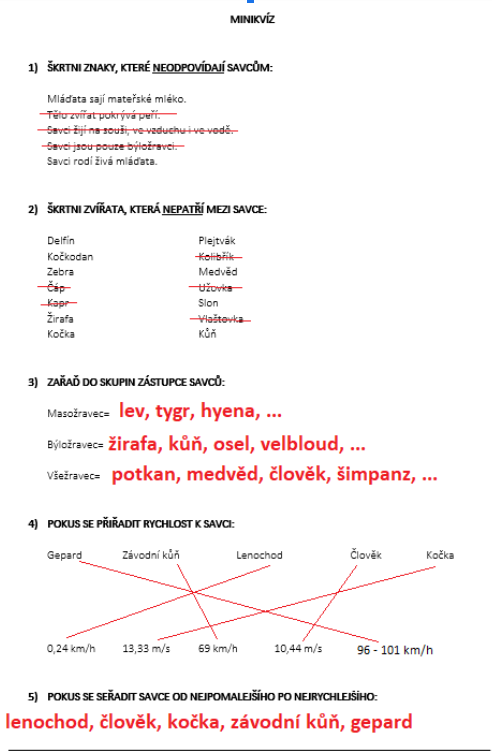 MINIKVÍZ
1) ŠKRTNI ZNAKY, KTERÉ NEODPOVÍDAJÍ SAVCŮM:
Mláďata sají mateřské mléko.
Tělo zvířat pokrývá peří.
Savci žijí na souši, ve vzduchu i ve vodě.
Savci jsou pouze býložravci.
Savci rodí živá mláďata.
2) ŠKRTNI ZVÍŘATA, KTERÁ NEPATŘÍ MEZI SAVCE:
Delfín Plejtvák
Kočkodan Kolibřík
Zebra Medvěd
Čáp Užovka
Kapr Slon
Žirafa Vlaštovka
Kočka Kůň
3) ZAŘAĎ DO SKUPIN ZÁSTUPCE SAVCŮ:
Masožravec= lev, tygr, hyena, ...
Býložravec= žirafa, kůň, osel, velbloud, ...
Všežravec= potkan, medvěd, člověk, šimpanz, ...
4) POKUS SE PŘIŘADIT RYCHLOST K SAVCI:
Gepard Závodní kůň Lenochod Člověk Kočka
0,24 km/h 13,33 m/s 69 km/h 10,44 m/s 96 - 101 km/h
5) POKUS SE SEŘADIT SAVCE OD NEJPOMALEJŠÍHO PO NEJRYCHLEJŠÍHO:
lenochod, člověk, kočka, závodní kůň, gepard